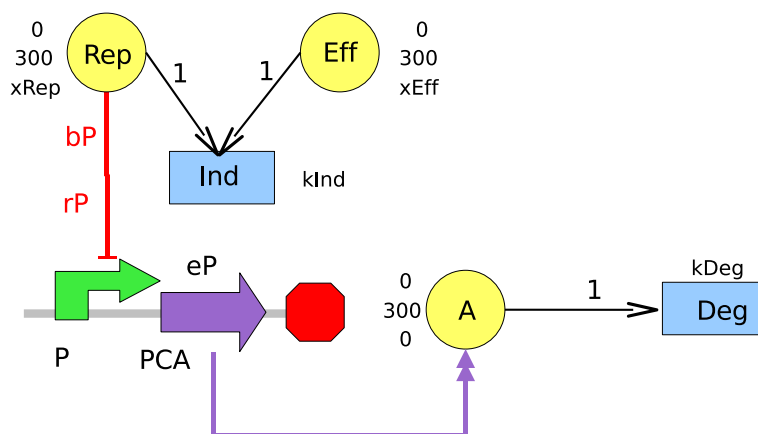 0
300
xRep
Rep
1
1
Eff
0
300
xEff
bP
rP
Ind
kInd
eP
P
PCA
0
300
0
A
1
kDeg
Deg